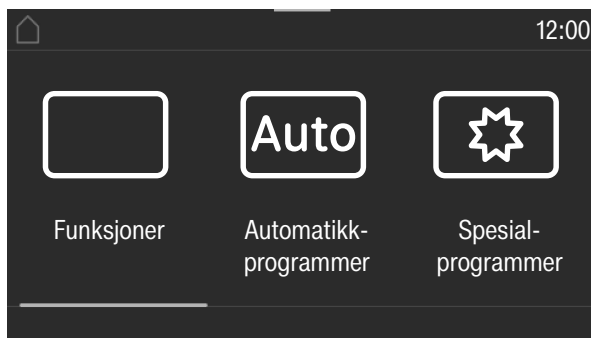 12:00
Auto
Funksjoner
Automatikk-
programmer
Spesial-
programmer